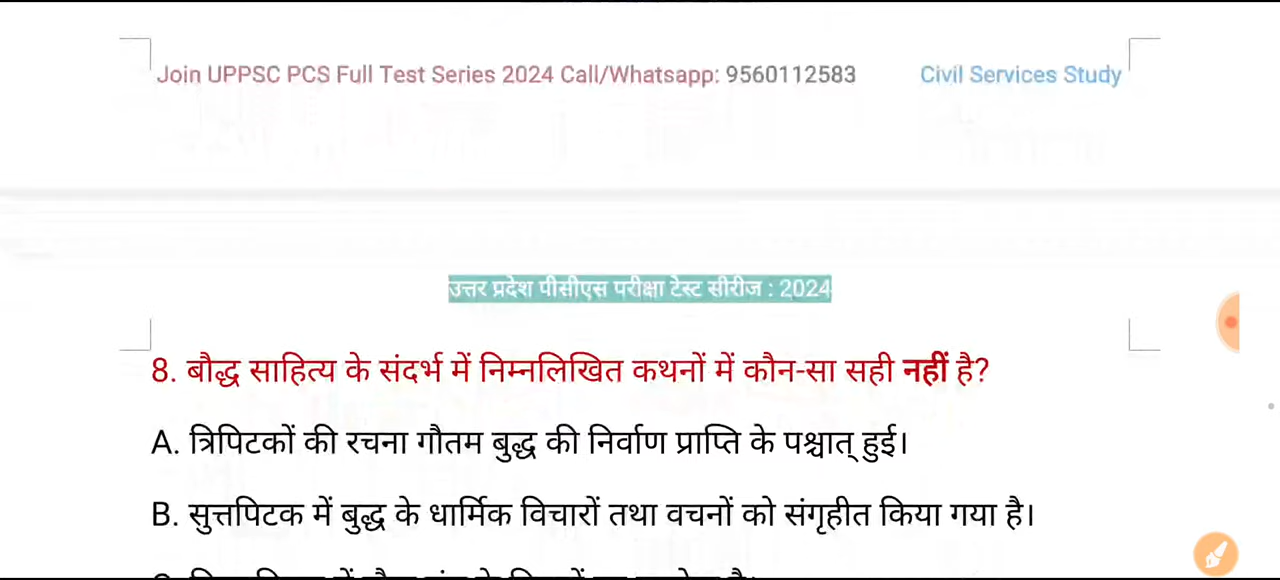 Join UPPSC PCS Full Test Series 2024 Call/Whatsapp: 9560112583 Civil Services Study
उत्तर प्रदेश पीसीएस परीक्षा टेस्ट सीरीज : 2024
8. बौद्ध साहित्य के संदर्भ में निम्नलिखित कथनों में कौन-सा सही नहीं है?
A. त्रिपिटकों की रचना गौतम बुद्ध की निर्वाण प्राप्ति के पश्चात् हुई।
B. सुत्तपिटक में बुद्ध के धार्मिक विचारों तथा वचनों को संगृहीत किया गया है।